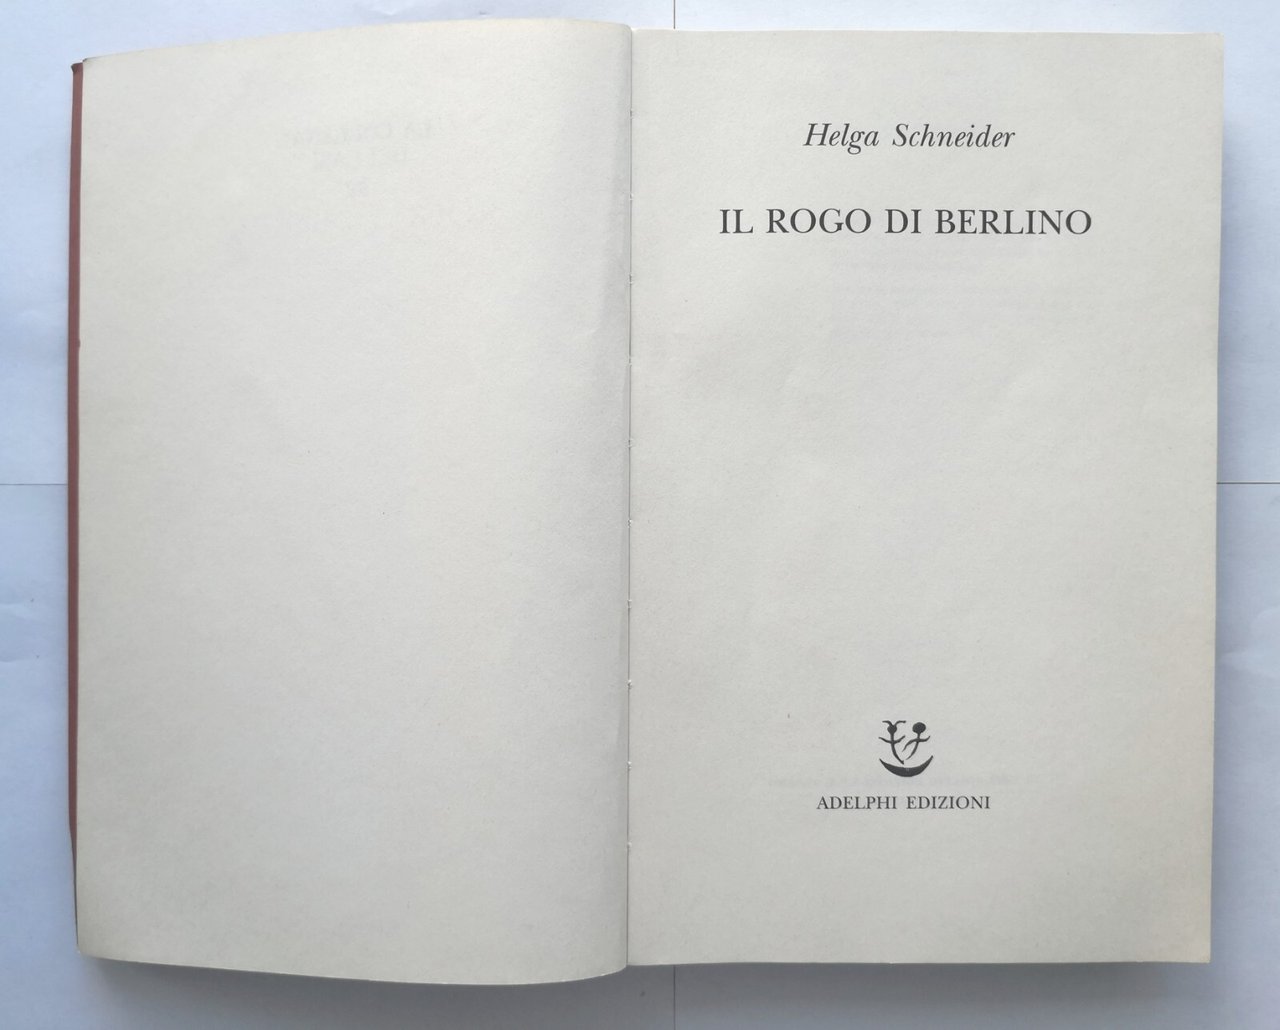 Helga Schneider
IL ROGO DI BERLINO
ADELPHI EDIZIONI